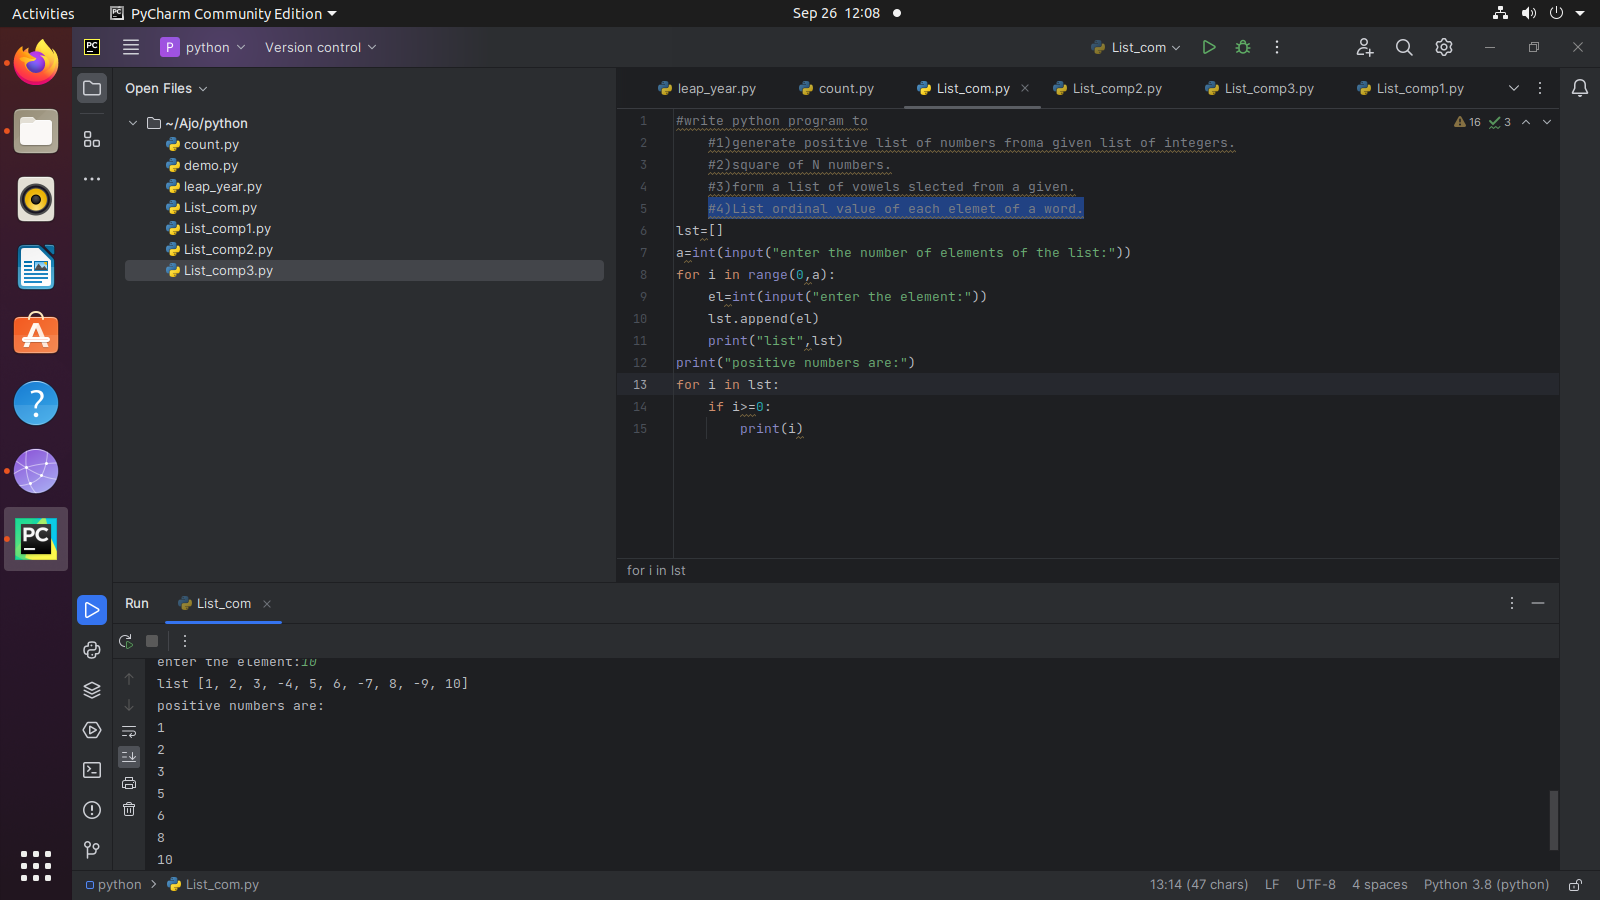 Activities PyCharm Community Edition Sep 26 12:08
PC P python Version control List_com
Open Files leap_year.py count.py List_com.py List_comp2.py List_comp3.py List_comp1.py
~/Ajo/python
count.py
demo.py
leap_year.py
List_com.py
List_comp1.py
List_comp2.py
List_comp3.py
16 3
1 #write python program to
2 #1)generate positive list of numbers froma given list of integers.
3 #2)square of N numbers.
4 #3)form a list of vowels slected from a given.
5 #4)List ordinal value of each elemet of a word.
6 lst=[]
7 a=int(input("enter the number of elements of the list:"))
8 for i in range(0,a):
9 el=int(input("enter the element:"))
10 lst.append(el)
11 print("list",lst)
12 print("positive numbers are:")
13 for i in lst:
14 if i>=0:
15 print(i)
for i in lst
PC
Run List_com
enter the element:10
list [1, 2, 3, -4, 5, 6, -7, 8, -9, 10]
positive numbers are:
1
2
3
5
6
8
10
python List_com.py 13:14 (47 chars) LF UTF-8 4 spaces Python 3.8 (python)